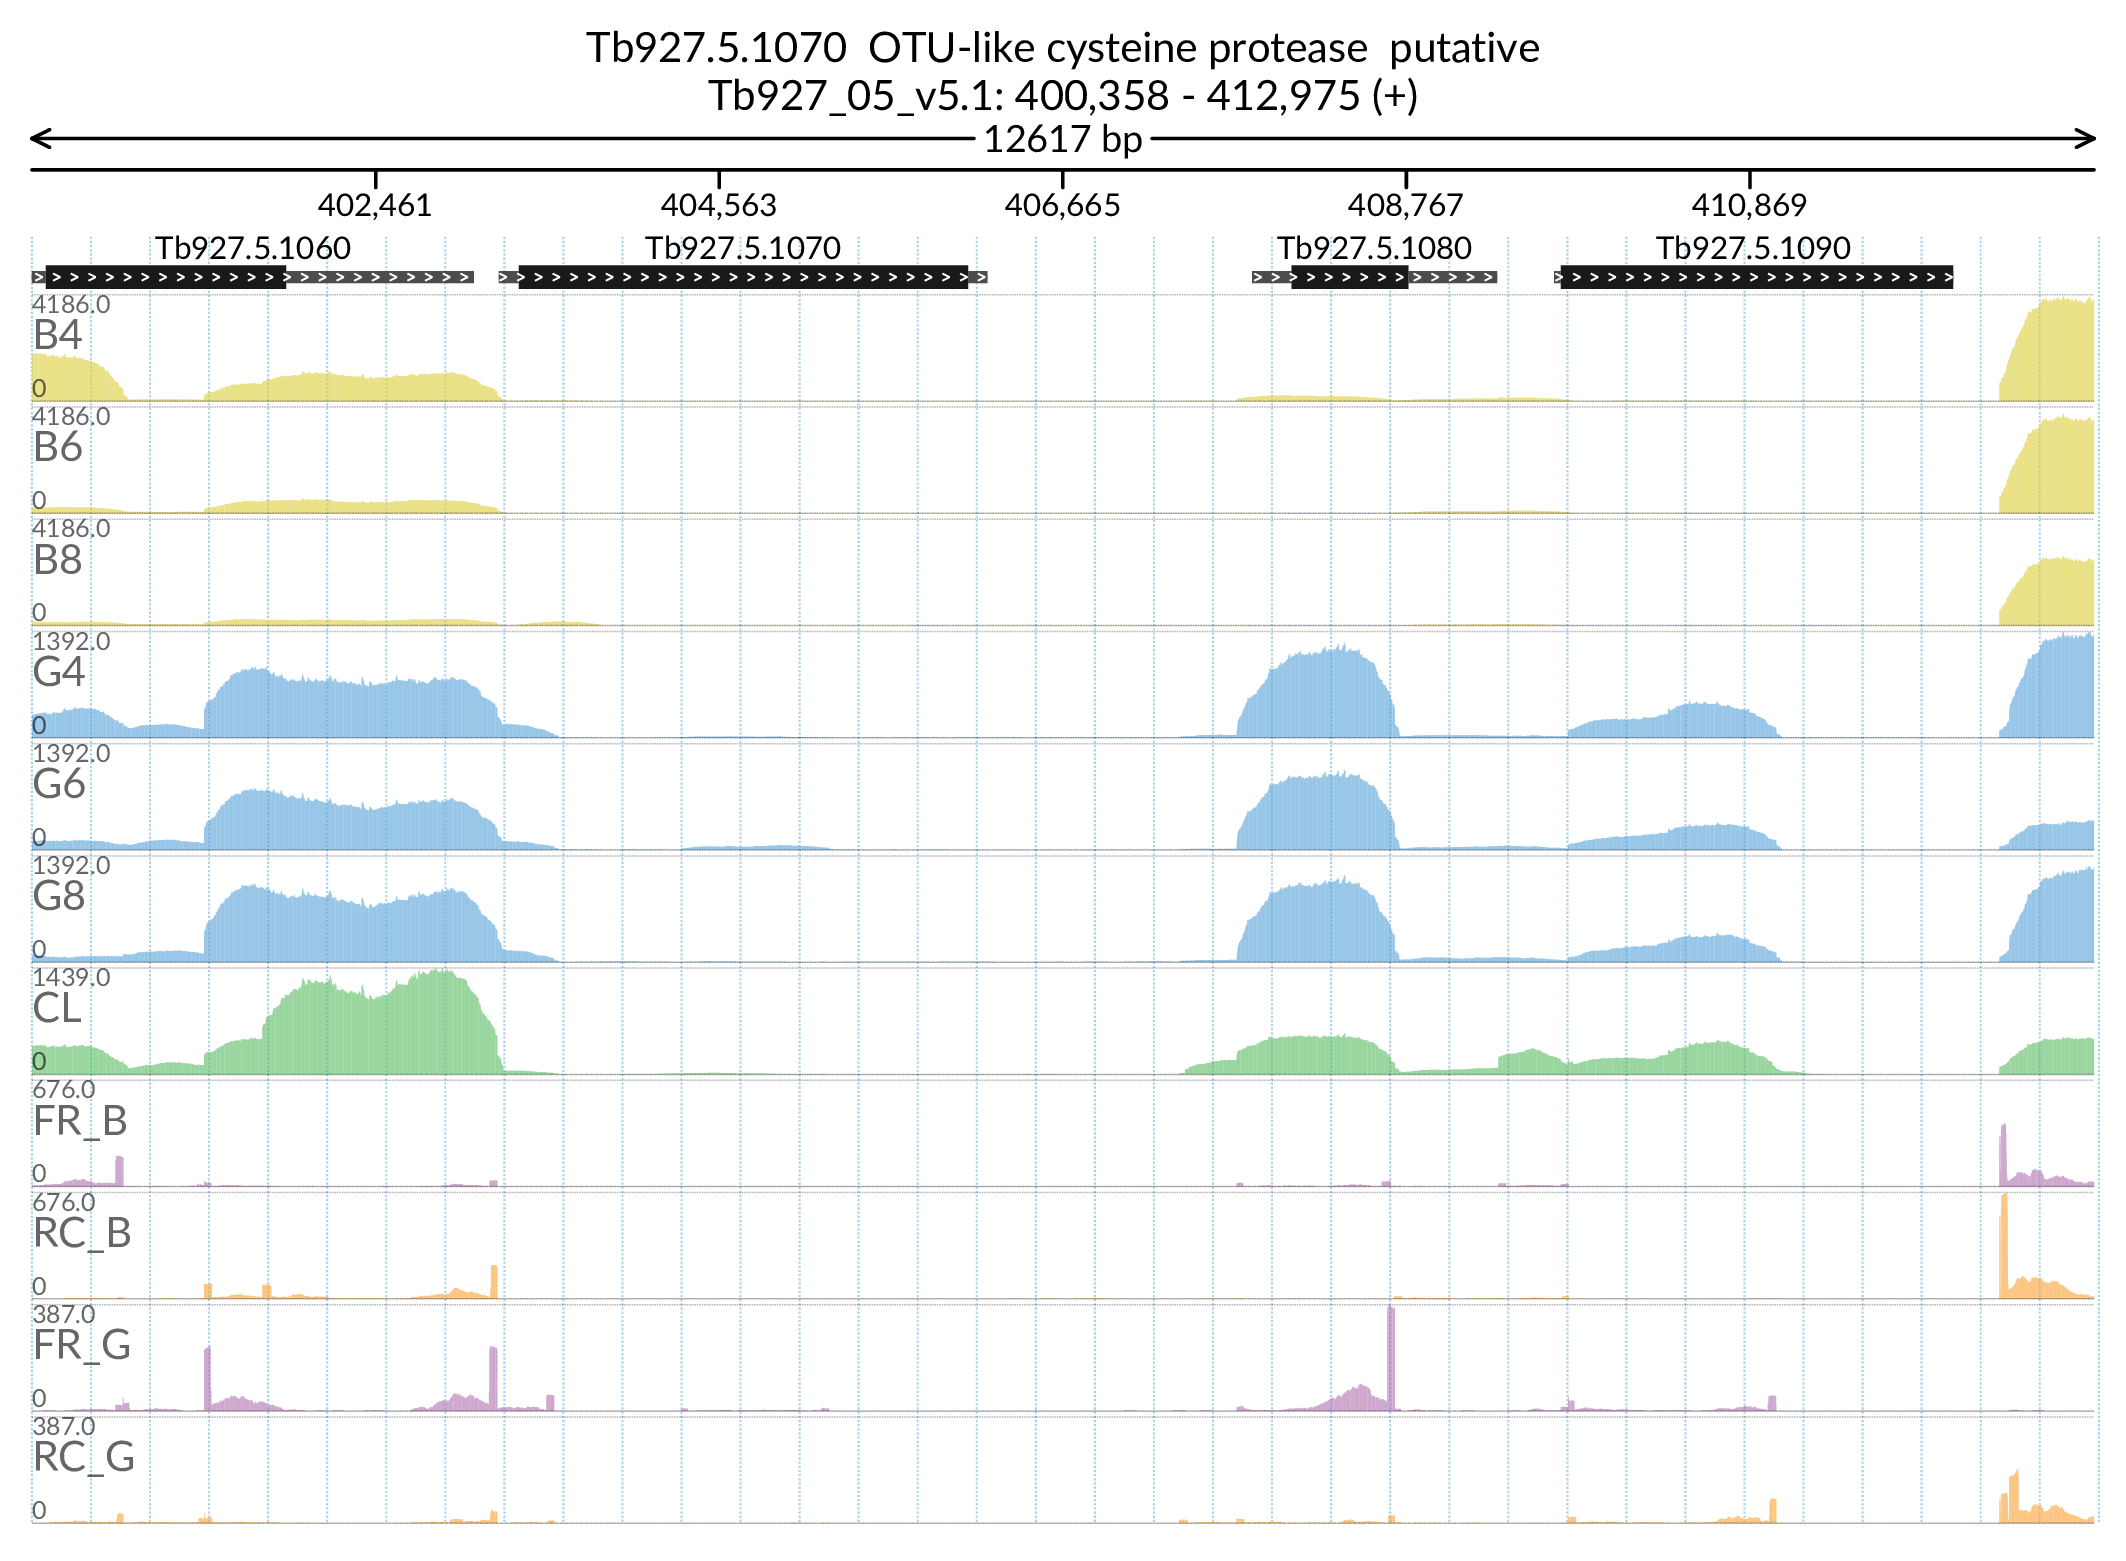 Tb927.5.1070  OTU-like cysteine protease  putative
Tb927_05_v5.1: 400,358 - 412,975 (+)
12617 bp
402,461 404,563 406,665 408,767 410,869
Tb927.5.1060 Tb927.5.1070 Tb927.5.1080 Tb927.5.1090
4186.0
B4
0
4186.0
B6
0
4186.0
B8
0
1392.0
G4
0
1392.0
G6
0
1392.0
G8
0
1439.0
CL
0
676.0
FR_B
0
676.0
RC_B
0
387.0
FR_G
0
387.0
RC_G
0